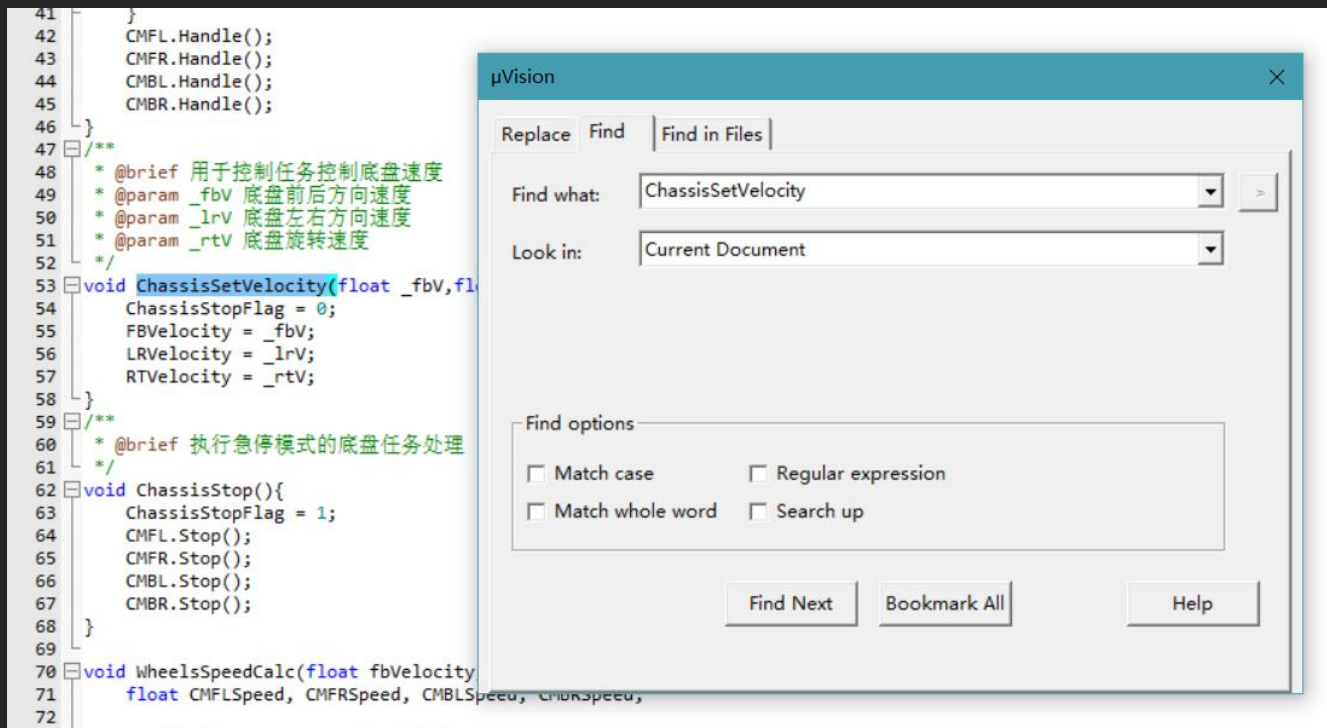 41 }
42 CMFL.Handle();
43 CMFR.Handle();
44 CMBL.Handle();
45 CMBR.Handle();
46 }
47 /**
48 * @brief 用于控制任务控制底盘速度
49 * @param _fbV 底盘前后方向速度
50 * @param _lrV 底盘左右方向速度
51 * @param _rtV 底盘旋转速度
52 */
53 void ChassisSetVelocity(float _fbV,fl
54 ChassisStopFlag = 0;
55 FBVelocity = _fbV;
56 LRVelocity = _lrV;
57 RTVelocity = _rtV;
58 }
59 /**
60 * @brief 执行急停模式的底盘任务处理
61 */
62 void ChassisStop(){
63 ChassisStopFlag = 1;
64 CMFL.Stop();
65 CMFR.Stop();
66 CMBL.Stop();
67 CMBR.Stop();
68 }
69
70 void WheelsSpeedCalc(float fbVelocity
71 float CMFLSpeed, CMFRSpeed, CMBLSpeed, CMBRSpeed;
72
µVision
Replace Find Find in Files
Find what: ChassisSetVelocity >
Look in: Current Document
Find options
Match case Regular expression
Match whole word Search up
Find Next Bookmark All Help